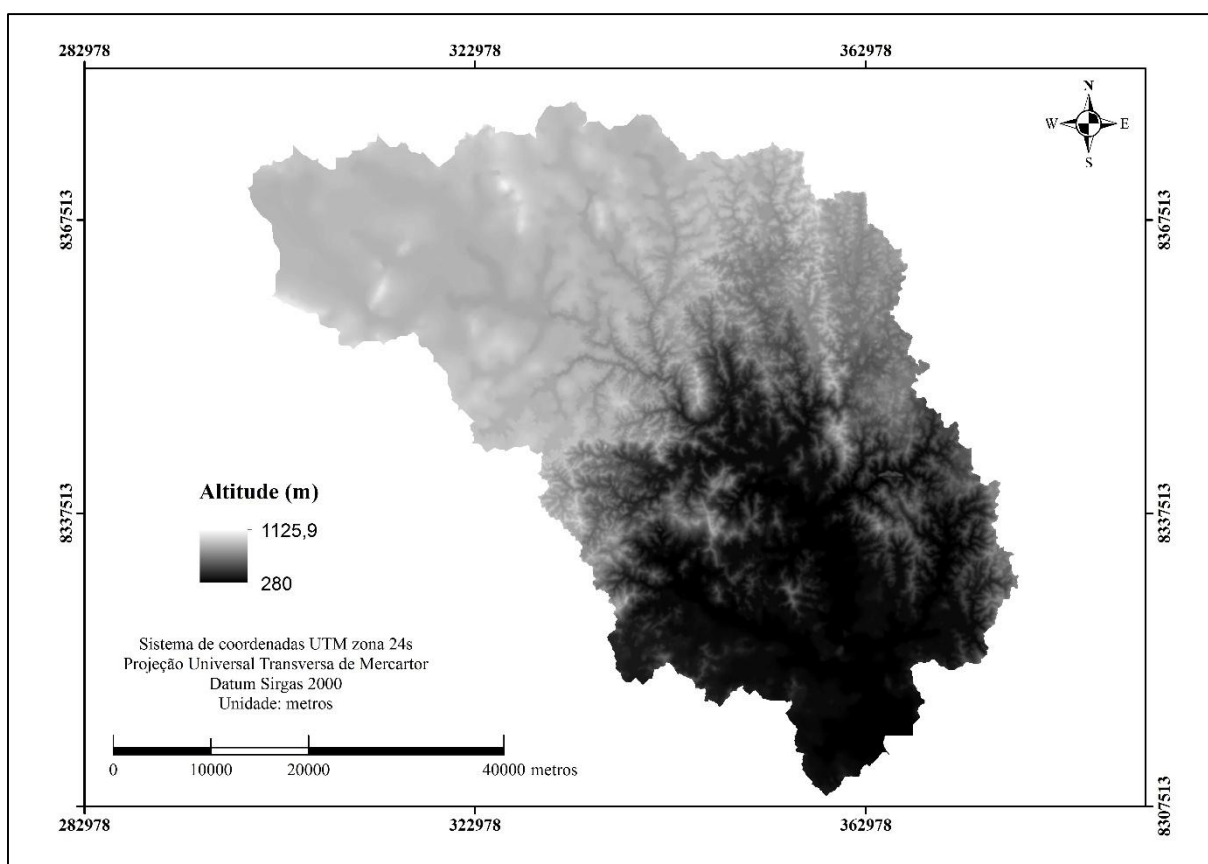 282978
322978
362978
N
W
E
S
8367513
8367513
8337513
8337513
8307513
Altitude (m)
1125,9
280
Sistema de coordenadas UTM zona 24s
Projeção Universal Transversa de Mercartor
Datum Sirgas 2000
Unidade: metros
0
10000
20000
40000 metros
282978
322978
362978